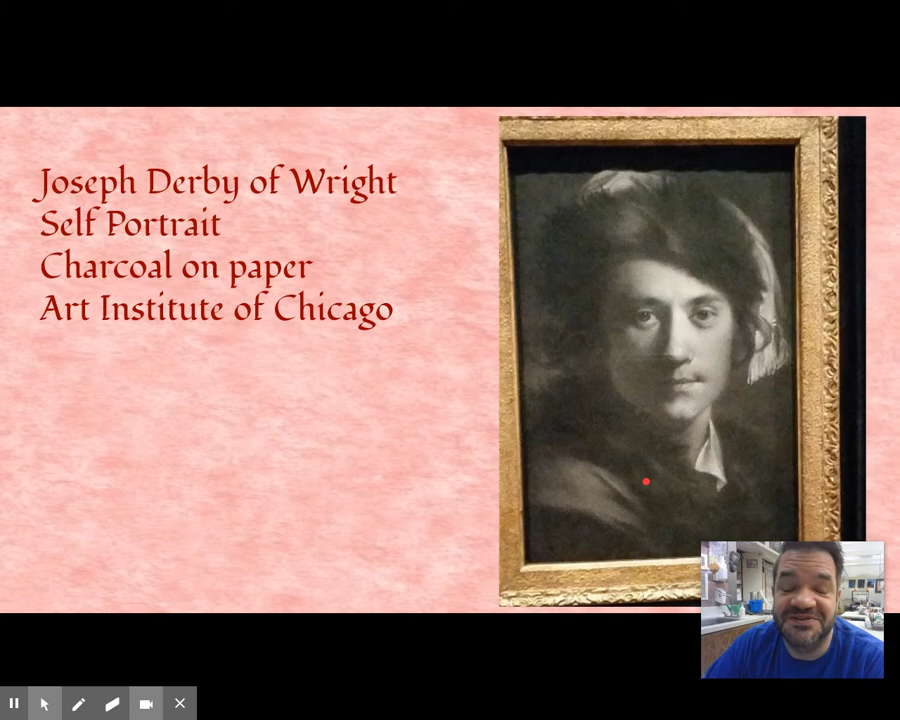 Joseph Derby of Wright
Self Portrait
Charcoal on paper
Art Institute of Chicago